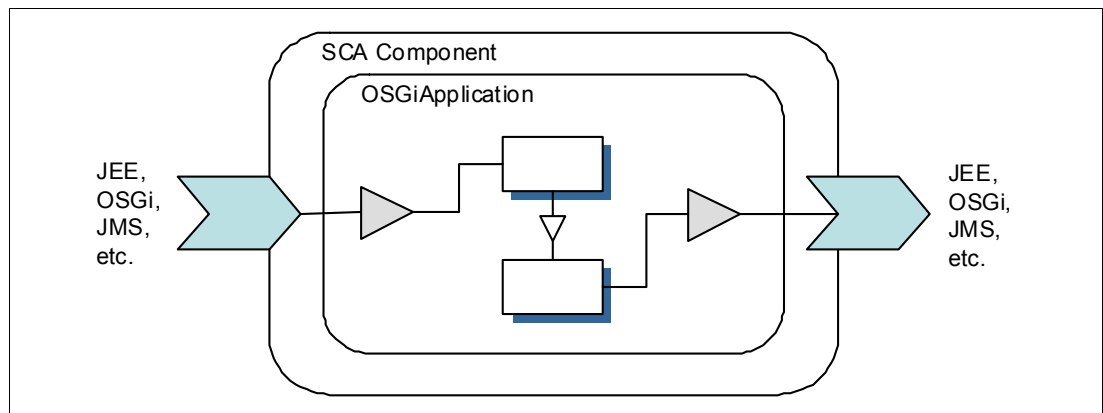 SCA Component
OSGiApplication
JEE,
OSGi,
JMS,
etc.
JEE,
OSGi,
JMS,
etc.